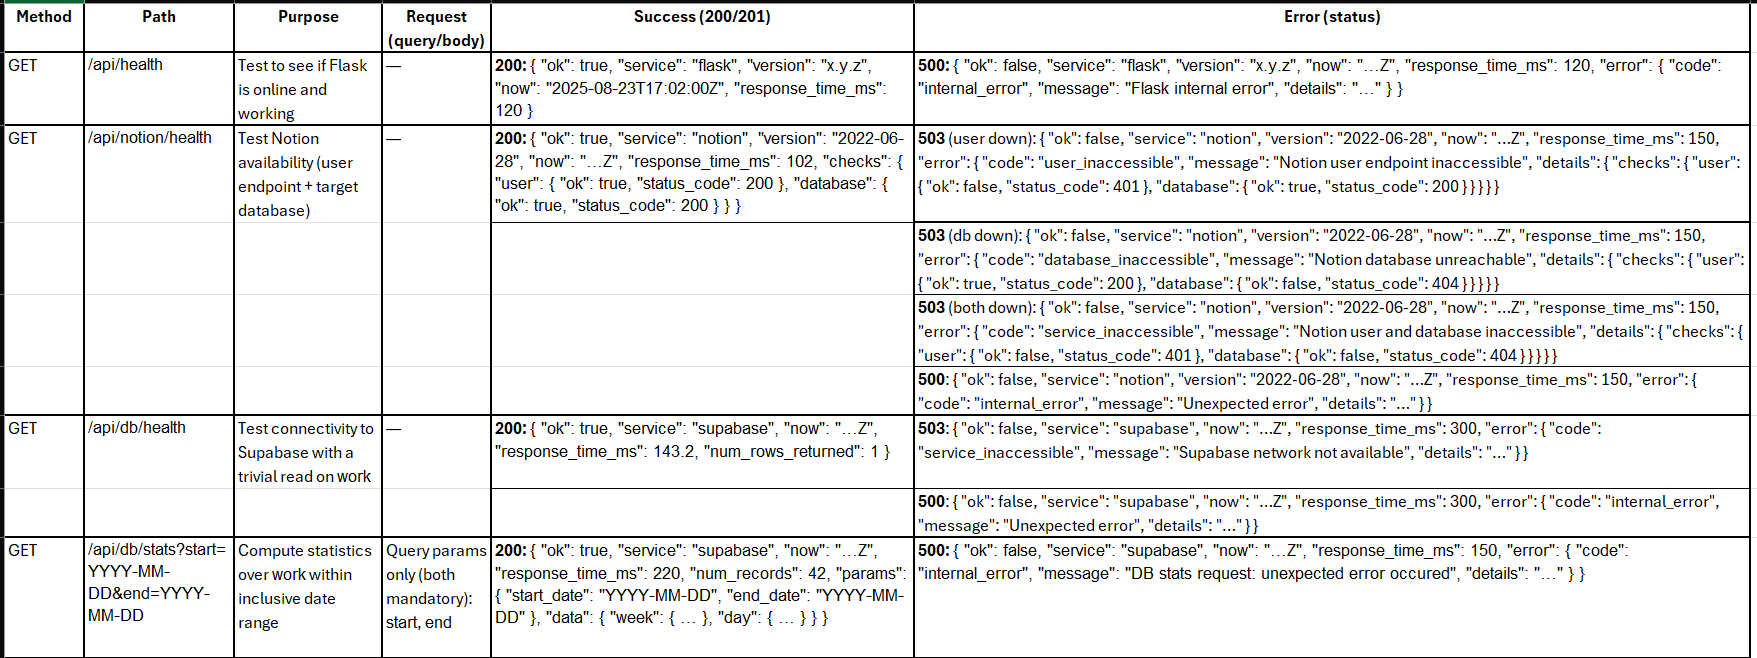 Method
Path
Purpose
Request
(query/body)
Success (200/201)
Error (status)
GET
/api/health
Test to see if Flask
is online and
working
—
200: { "ok": true, "service": "flask", "version": "x.y.z",
"now": "2025-08-23T17:02:00Z", "response_time_ms":
120 }
500: { "ok": false, "service": "flask", "version": "x.y.z", "now": "…Z", "response_time_ms": 120, "error": { "code":
"internal_error", "message": "Flask internal error", "details": "…" } }
GET
/api/notion/health
Test Notion
availability (user
endpoint + target
database)
—
200: { "ok": true, "service": "notion", "version": "2022-06-
28", "now": "…Z", "response_time_ms": 102, "checks": {
"user": { "ok": true, "status_code": 200 }, "database": {
"ok": true, "status_code": 200 } } }
503 (user down): { "ok": false, "service": "notion", "version": "2022-06-28", "now": "…Z", "response_time_ms": 150,
"error": { "code": "user_inaccessible", "message": "Notion user endpoint inaccessible", "details": { "checks": { "user":
{ "ok": false, "status_code": 401 }, "database": { "ok": true, "status_code": 200 } } } } }
503 (db down): { "ok": false, "service": "notion", "version": "2022-06-28", "now": "…Z", "response_time_ms": 150,
"error": { "code": "database_inaccessible", "message": "Notion database unreachable", "details": { "checks": { "user":
{ "ok": true, "status_code": 200 }, "database": { "ok": false, "status_code": 404 } } } } }
503 (both down): { "ok": false, "service": "notion", "version": "2022-06-28", "now": "…Z", "response_time_ms": 150,
"error": { "code": "service_inaccessible", "message": "Notion user and database inaccessible", "details": { "checks": {
"user": { "ok": false, "status_code": 401 }, "database": { "ok": false, "status_code": 404 } } } } }
500: { "ok": false, "service": "notion", "version": "2022-06-28", "now": "…Z", "response_time_ms": 150, "error": {
"code": "internal_error", "message": "Unexpected error", "details": "…" } }
GET
/api/db/health
Test connectivity to
Supabase with a
trivial read on work
—
200: { "ok": true, "service": "supabase", "now": "…Z",
"response_time_ms": 143.2, "num_rows_returned": 1 }
503: { "ok": false, "service": "supabase", "now": "…Z", "response_time_ms": 300, "error": { "code":
"service_inaccessible", "message": "Supabase network not available", "details": "…" } }
500: { "ok": false, "service": "supabase", "now": "…Z", "response_time_ms": 300, "error": { "code": "internal_error",
"message": "Unexpected error", "details": "…" } }
GET
/api/db/stats?start=
YYYY-MM-
DD&end=YYYY-
MM-DD
Compute statistics
over work within
inclusive date
range
Query params
only (both
mandatory):
start, end
200: { "ok": true, "service": "supabase", "now": "…Z",
"response_time_ms": 220, "num_records": 42, "params":
{ "start_date": "YYYY-MM-DD", "end_date": "YYYY-MM-
DD" }, "data": { "week": { … }, "day": { … } } }
500: { "ok": false, "service": "supabase", "now": "…Z", "response_time_ms": 150, "error": { "code":
"internal_error", "message": "DB stats request: unexpected error occured", "details": "…" } }